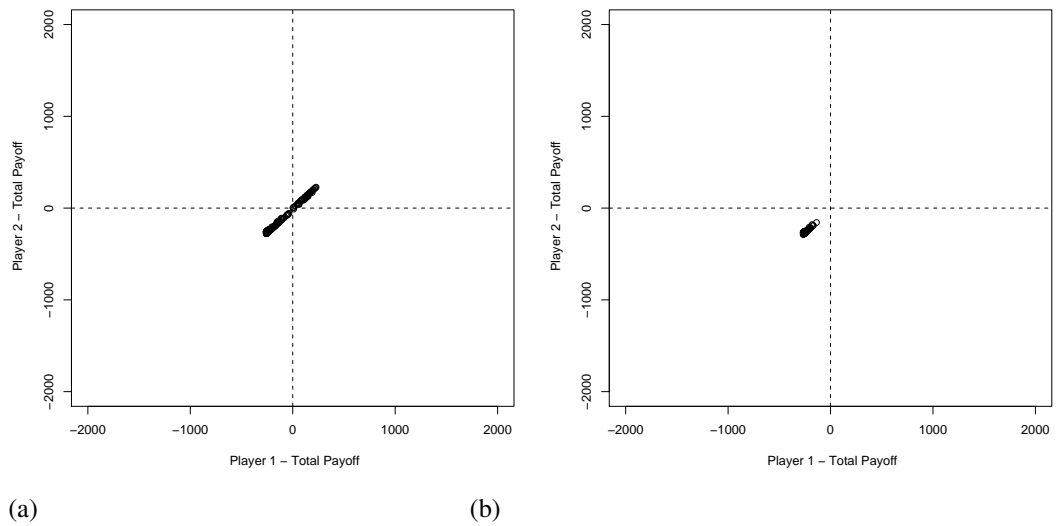 2000
1000
0
−1000
−2000
Player 2 − Total Payoff
−2000 −1000 0 1000 2000
Player 1 − Total Payoff
(a)
2000
1000
0
−1000
−2000
Player 2 − Total Payoff
−2000 −1000 0 1000 2000
Player 1 − Total Payoff
(b)